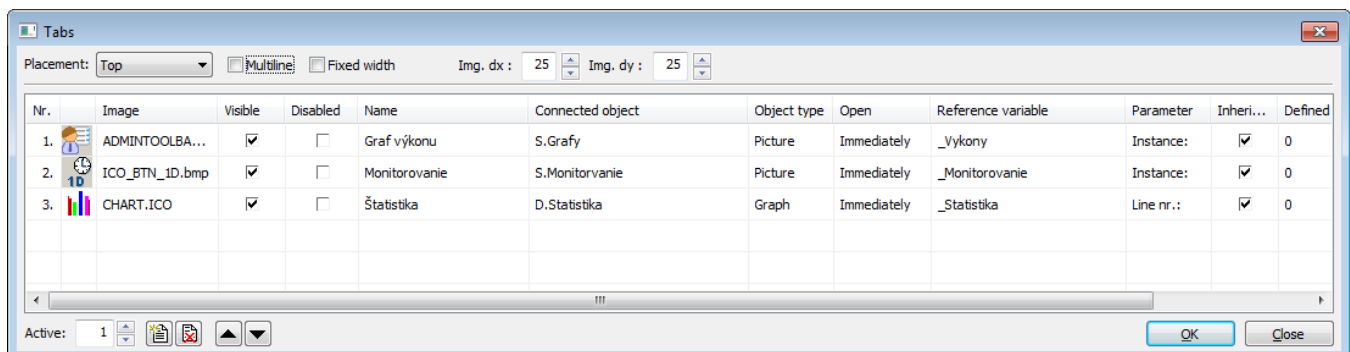 Tabs
Placement: Top Multiline Fixed width Img. dx : 25 Img. dy : 25
Nr. Image Visible Disabled Name Connected object Object type Open Reference variable Parameter Inheri... Defined
1. ADMINTOOLBA... Graf výkonu S.Grafy Picture Immediately _Vykony Instance: 0
2. 1D ICO_BTN_1D.bmp Monitorovanie S.Monitorvanie Picture Immediately _Monitorovanie Instance: 0
3. CHART.ICO Štatistika D.Statistika Graph Immediately _Statistika Line nr.: 0
Active: 1 OK Close